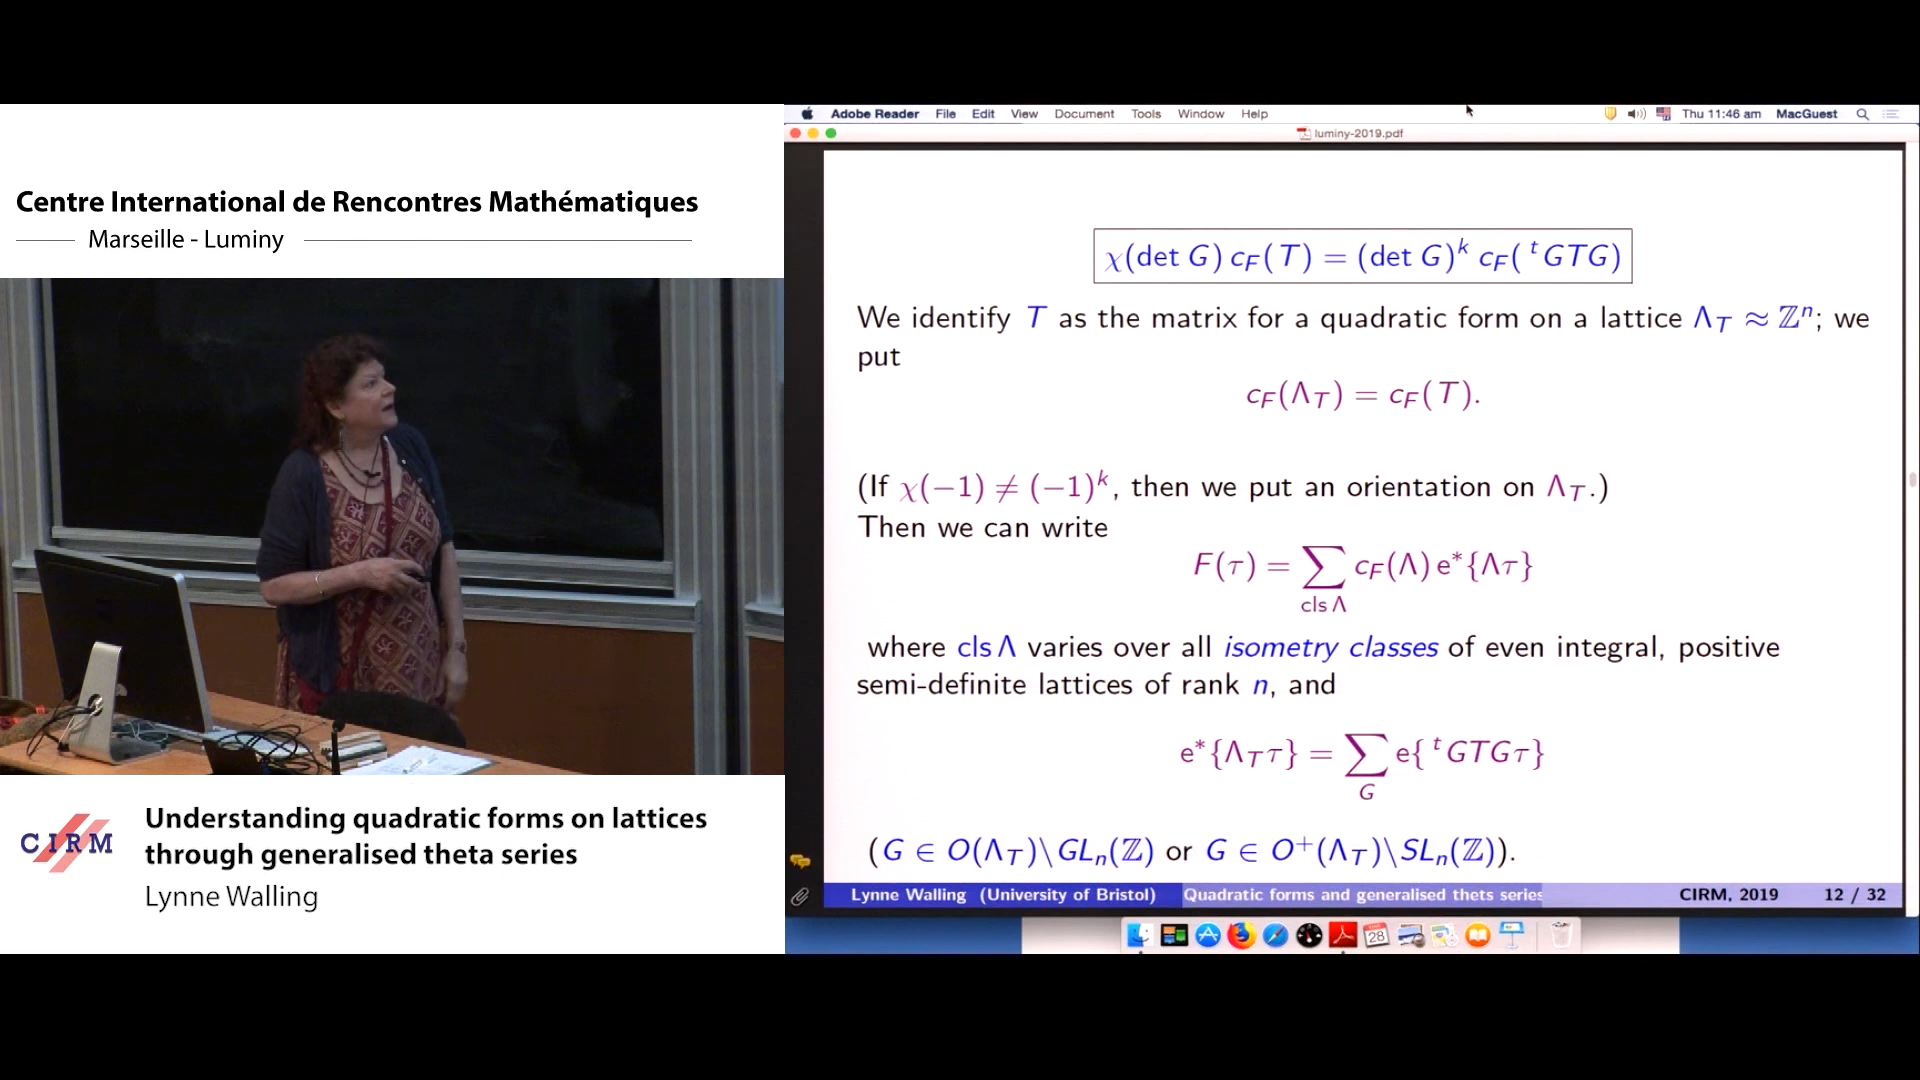 Centre International de Rencontres Mathématiques
Marseille - Luminy
CIRM
Understanding quadratic forms on lattices
through generalised theta series
Lynne Walling
Adobe Reader File Edit View Document Tools Window Help Thu 11:46 am MacGuest
luminy-2019.pdf
χ(det G) c_F(T) = (det G)^k c_F(^tGTG)
We identify T as the matrix for a quadratic form on a lattice Λ_T ≈ ℤ^n; we
put
c_F(Λ_T) = c_F(T).
(If χ(−1) ≠ (−1)^k, then we put an orientation on Λ_T.)
Then we can write
F(τ) = ∑ c_F(Λ) e*{Λτ}
cls Λ
where cls Λ varies over all isometry classes of even integral, positive
semi-definite lattices of rank n, and
e*{Λ_Tτ} = ∑ e{^tGTGτ}
G
(G ∈ O(Λ_T)\GL_n(ℤ) or G ∈ O^+(Λ_T)\SL_n(ℤ)).
Lynne Walling (University of Bristol) Quadratic forms and generalised thets series CIRM, 2019 12 / 32
28